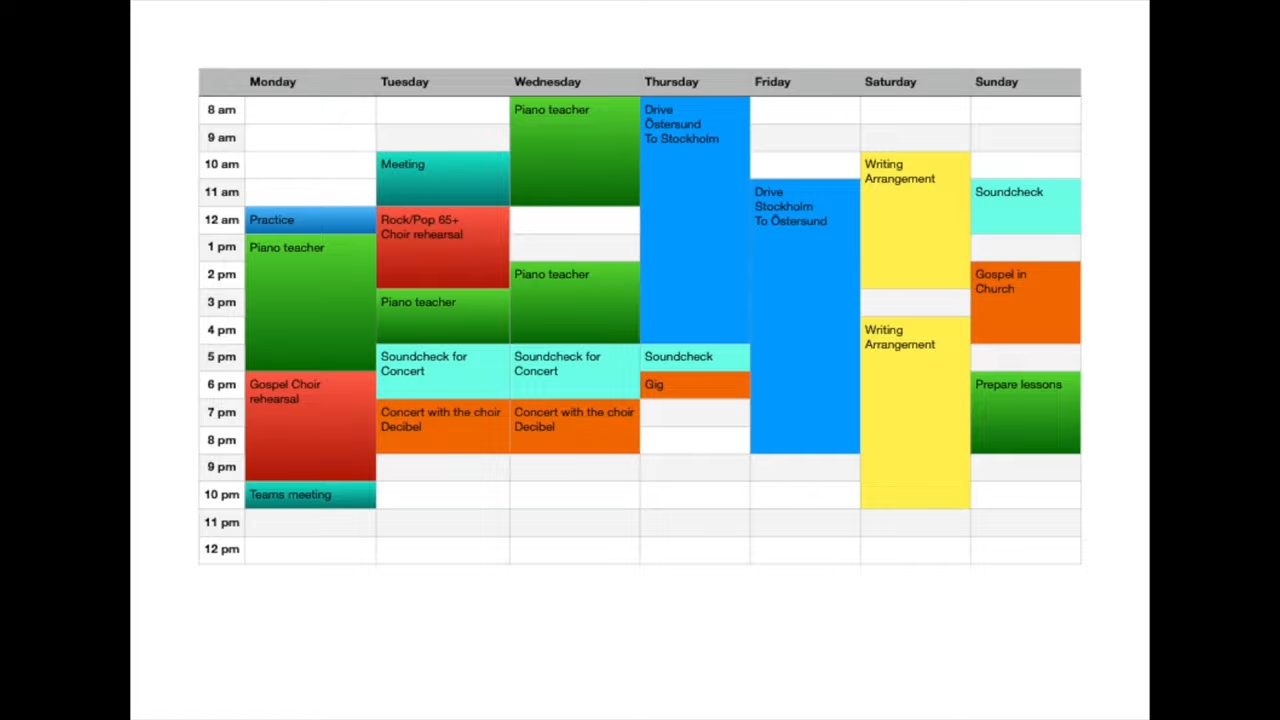 Monday Tuesday Wednesday Thursday Friday Saturday Sunday
8 am Piano teacher Drive
Östersund
9 am To Stockholm
10 am Meeting Writing
Arrangement
11 am Drive Soundcheck
Stockholm
12 am Practice Rock/Pop 65+ To Östersund
Choir rehearsal
1 pm Piano teacher
2 pm Piano teacher Gospel in
Church
3 pm Piano teacher
4 pm Writing
Arrangement
5 pm Soundcheck for Soundcheck for Soundcheck
Concert Concert
6 pm Gospel Choir Gig Prepare lessons
rehearsal
7 pm Concert with the choir Concert with the choir
Decibel Decibel
8 pm
9 pm
10 pm Teams meeting
11 pm
12 pm